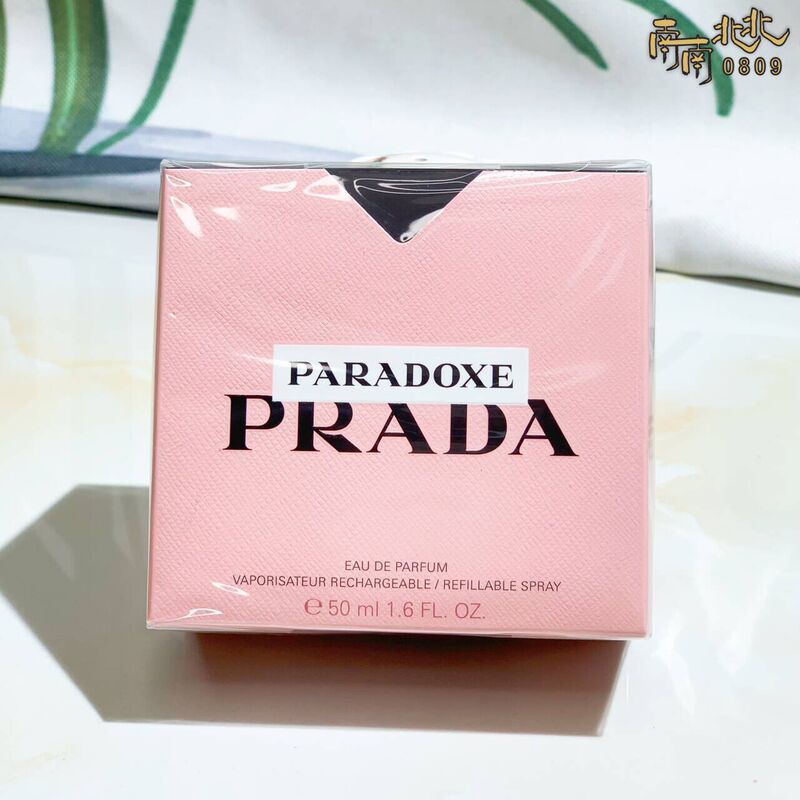 南南北北
0809
PARADOXE
PRADA
EAU DE PARFUM
VAPORISATEUR RECHARGEABLE / REFILLABLE SPRAY
℮ 50 ml 1.6 FL. OZ.